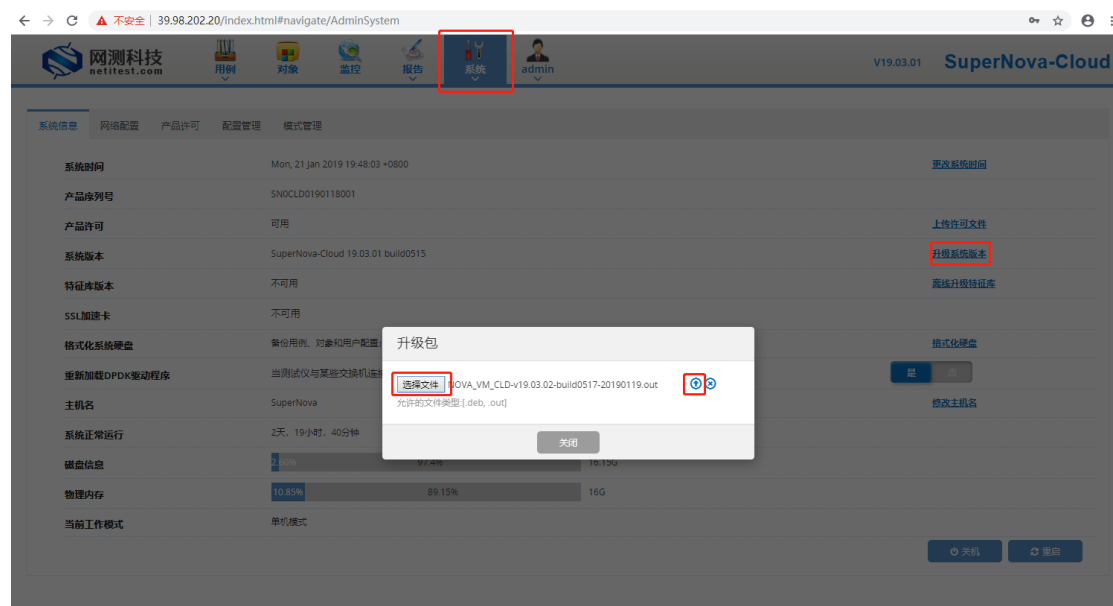 不安全 39.98.202.20/index.html#navigate/AdminSystem
网测科技
netitest.com
用例 对象 监控 报告 系统 admin
V19.03.01 SuperNova-Cloud
系统信息 网络配置 产品许可 配置管理 模式管理
系统时间 Mon, 21 Jan 2019 19:48:03 +0800 更改系统时间
产品序列号 SN0CLD0190118001
产品许可 可用 上传许可文件
系统版本 SuperNova-Cloud 19.03.01 build0515 升级系统版本
特征库版本 不可用 离线升级特征库
SSL加速卡 不可用
格式化系统硬盘 备份用例、对象和用户配置 格式化硬盘
升级包
重新加载DPDK驱动程序 当测试仪与某些交换机连接 是 否
选择文件 NOVA_VM_CLD-v19.03.02-build0517-20190119.out
允许的文件类型:[.deb, .out]
主机名 SuperNova 修改主机名
系统正常运行 2天, 19小时, 40分钟
关闭
磁盘信息 97.4% 16.15G
物理内存 10.85% 89.15% 16G
当前工作模式 单机模式
关机 重启